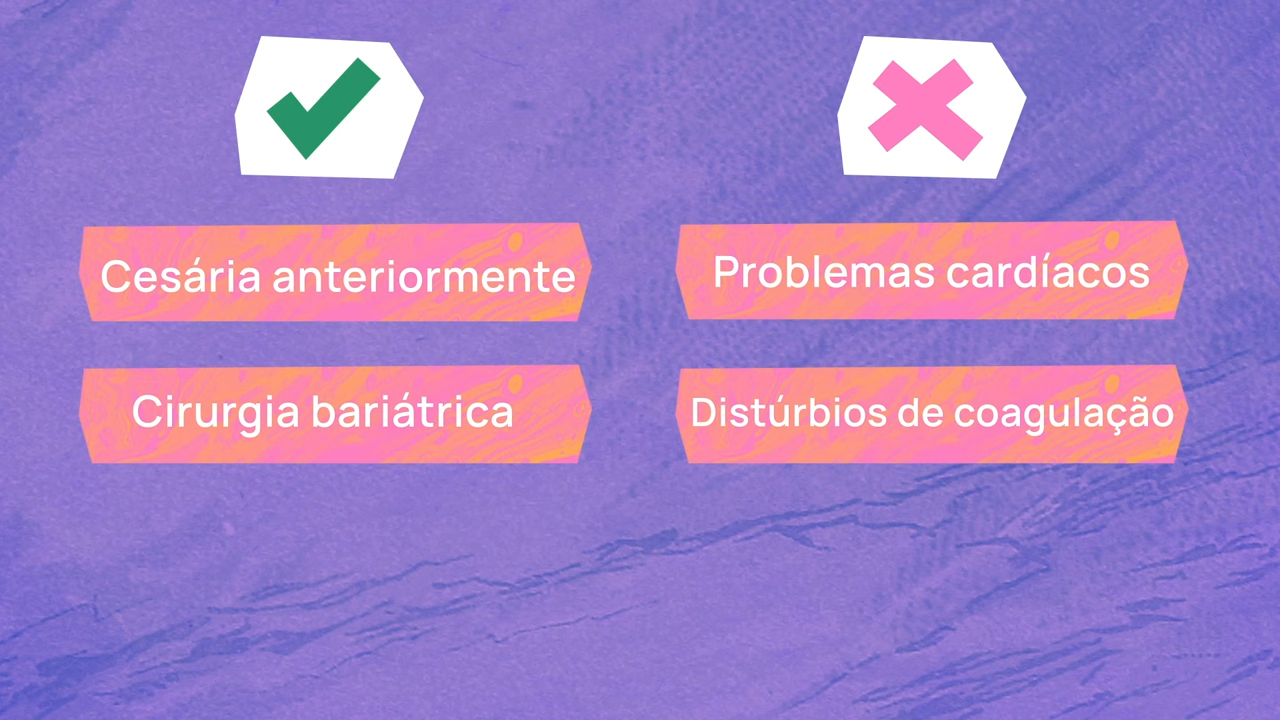 Cesária anteriormente
Problemas cardíacos
Cirurgia bariátrica
Distúrbios de coagulação